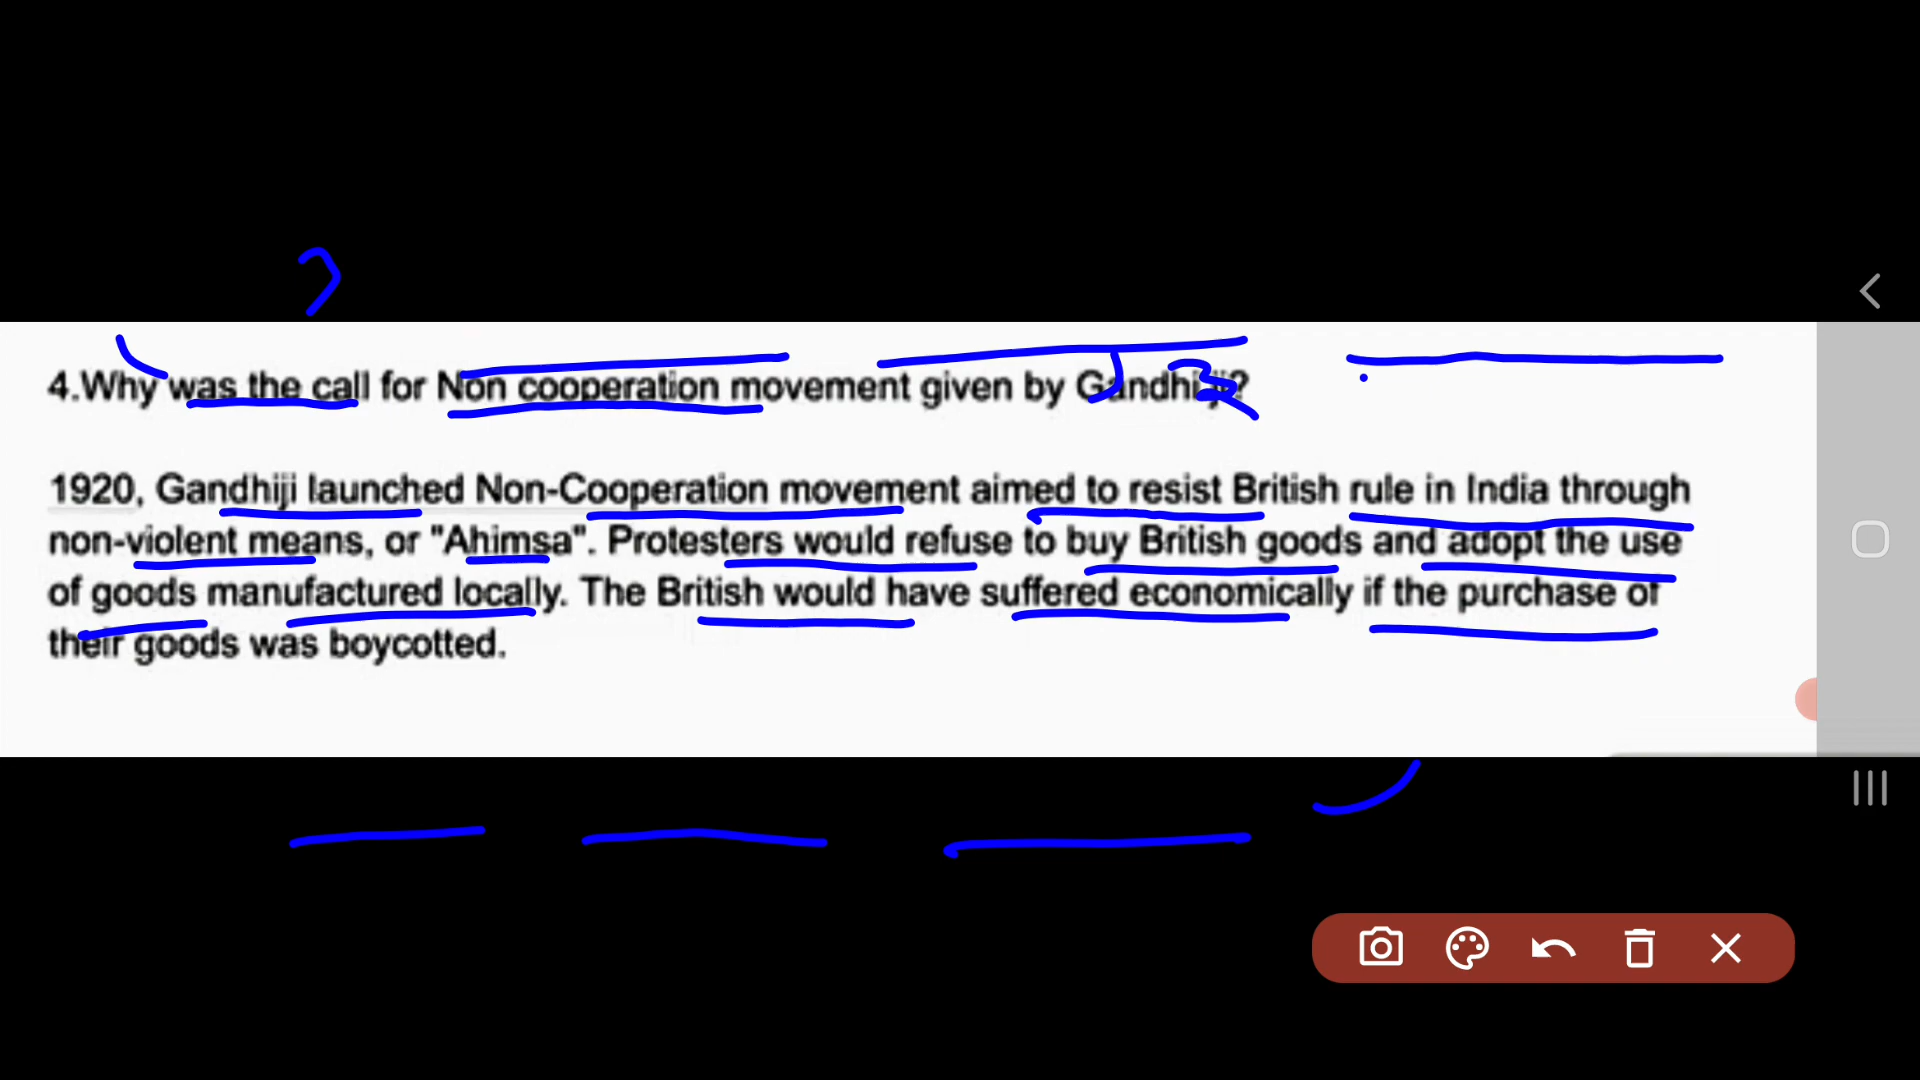 4.Why was the call for Non cooperation movement given by Gandhiji?
1920, Gandhiji launched Non-Cooperation movement aimed to resist British rule in India through
non-violent means, or "Ahimsa". Protesters would refuse to buy British goods and adopt the use
of goods manufactured locally. The British would have suffered economically if the purchase of
their goods was boycotted.